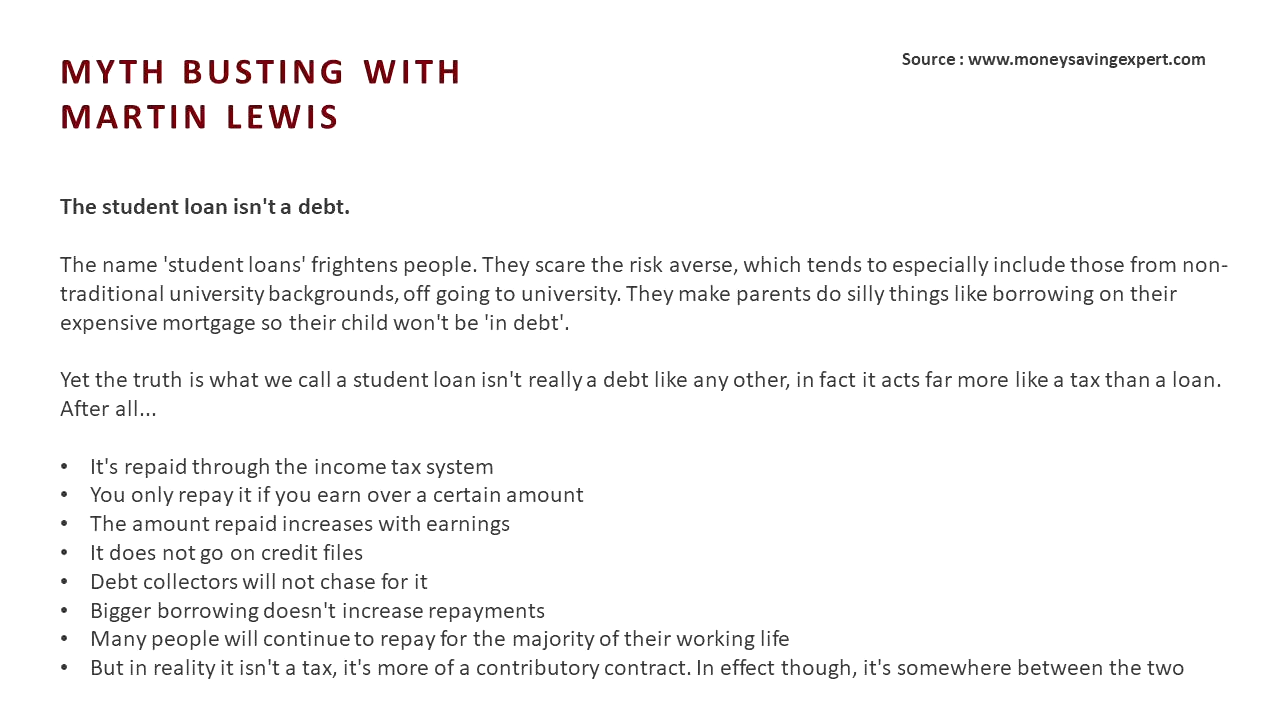 MYTH BUSTING WITH
MARTIN LEWIS
Source : www.moneysavingexpert.com
The student loan isn't a debt.
The name 'student loans' frightens people. They scare the risk averse, which tends to especially include those from non-
traditional university backgrounds, off going to university. They make parents do silly things like borrowing on their
expensive mortgage so their child won't be 'in debt'.
Yet the truth is what we call a student loan isn't really a debt like any other, in fact it acts far more like a tax than a loan.
After all...
• It's repaid through the income tax system
• You only repay it if you earn over a certain amount
• The amount repaid increases with earnings
• It does not go on credit files
• Debt collectors will not chase for it
• Bigger borrowing doesn't increase repayments
• Many people will continue to repay for the majority of their working life
• But in reality it isn't a tax, it's more of a contributory contract. In effect though, it's somewhere between the two